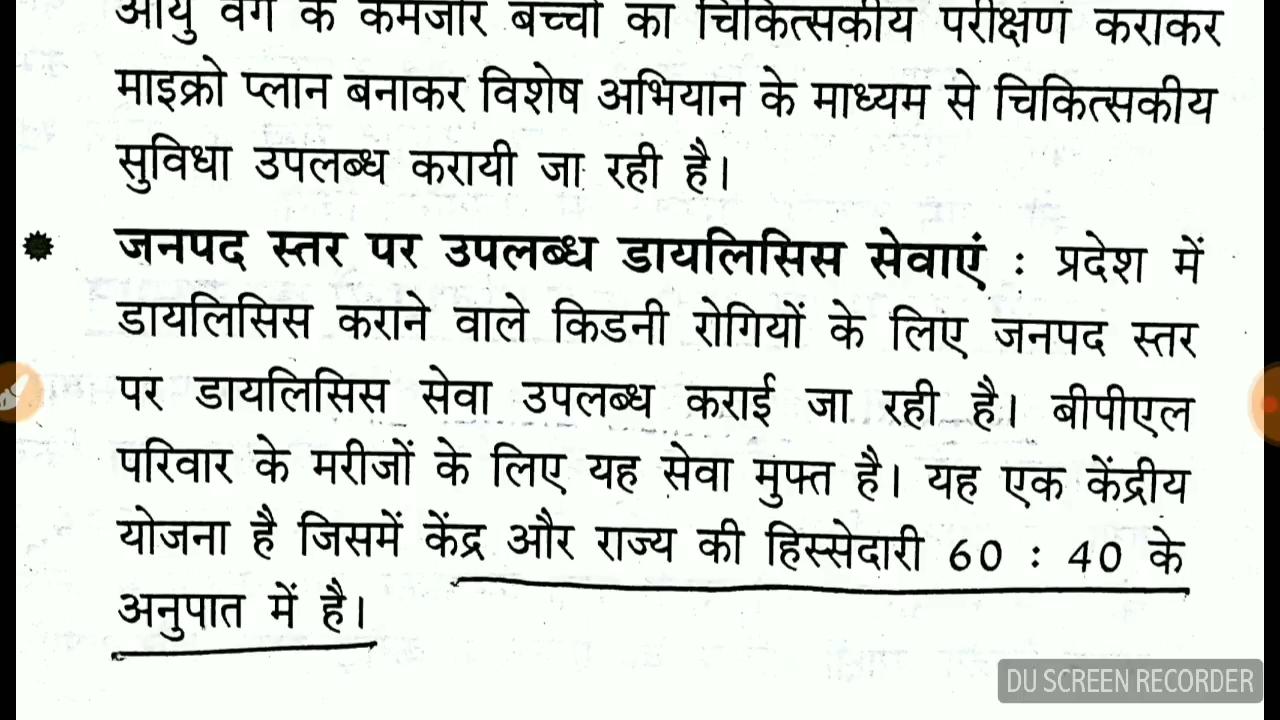 आयु वर्ग के कमजोर बच्चों का चिकित्सकीय परीक्षण कराकर
माइक्रो प्लान बनाकर विशेष अभियान के माध्यम से चिकित्सकीय
सुविधा उपलब्ध करायी जा रही है।
जनपद स्तर पर उपलब्ध डायलिसिस सेवाएं : प्रदेश में
डायलिसिस कराने वाले किडनी रोगियों के लिए जनपद स्तर
पर डायलिसिस सेवा उपलब्ध कराई जा रही है। बीपीएल
परिवार के मरीजों के लिए यह सेवा मुफ्त है। यह एक केंद्रीय
योजना है जिसमें केंद्र और राज्य की हिस्सेदारी 60 : 40 के
अनुपात में है।
DU SCREEN RECORDER